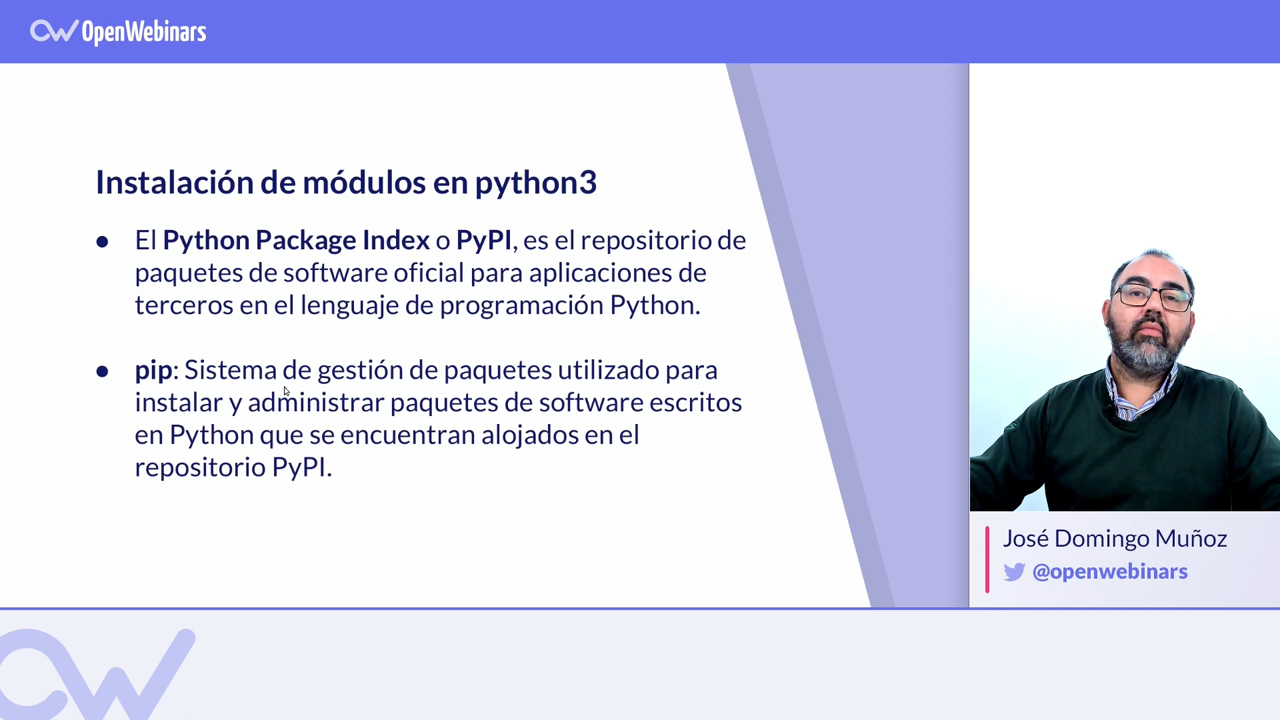 OpenWebinars
Instalación de módulos en python3
● El Python Package Index o PyPI, es el repositorio de
paquetes de software oficial para aplicaciones de
terceros en el lenguaje de programación Python.
● pip: Sistema de gestión de paquetes utilizado para
instalar y administrar paquetes de software escritos
en Python que se encuentran alojados en el
repositorio PyPI.
José Domingo Muñoz
@openwebinars